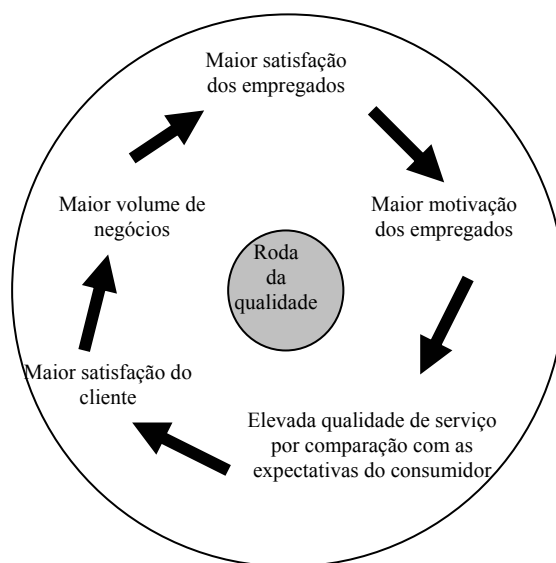 Maior satisfação
dos empregados
Maior motivação
dos empregados
Elevada qualidade de serviço
por comparação com as
expectativas do consumidor
Maior satisfação do
cliente
Maior volume de
negócios
Roda
da
qualidade